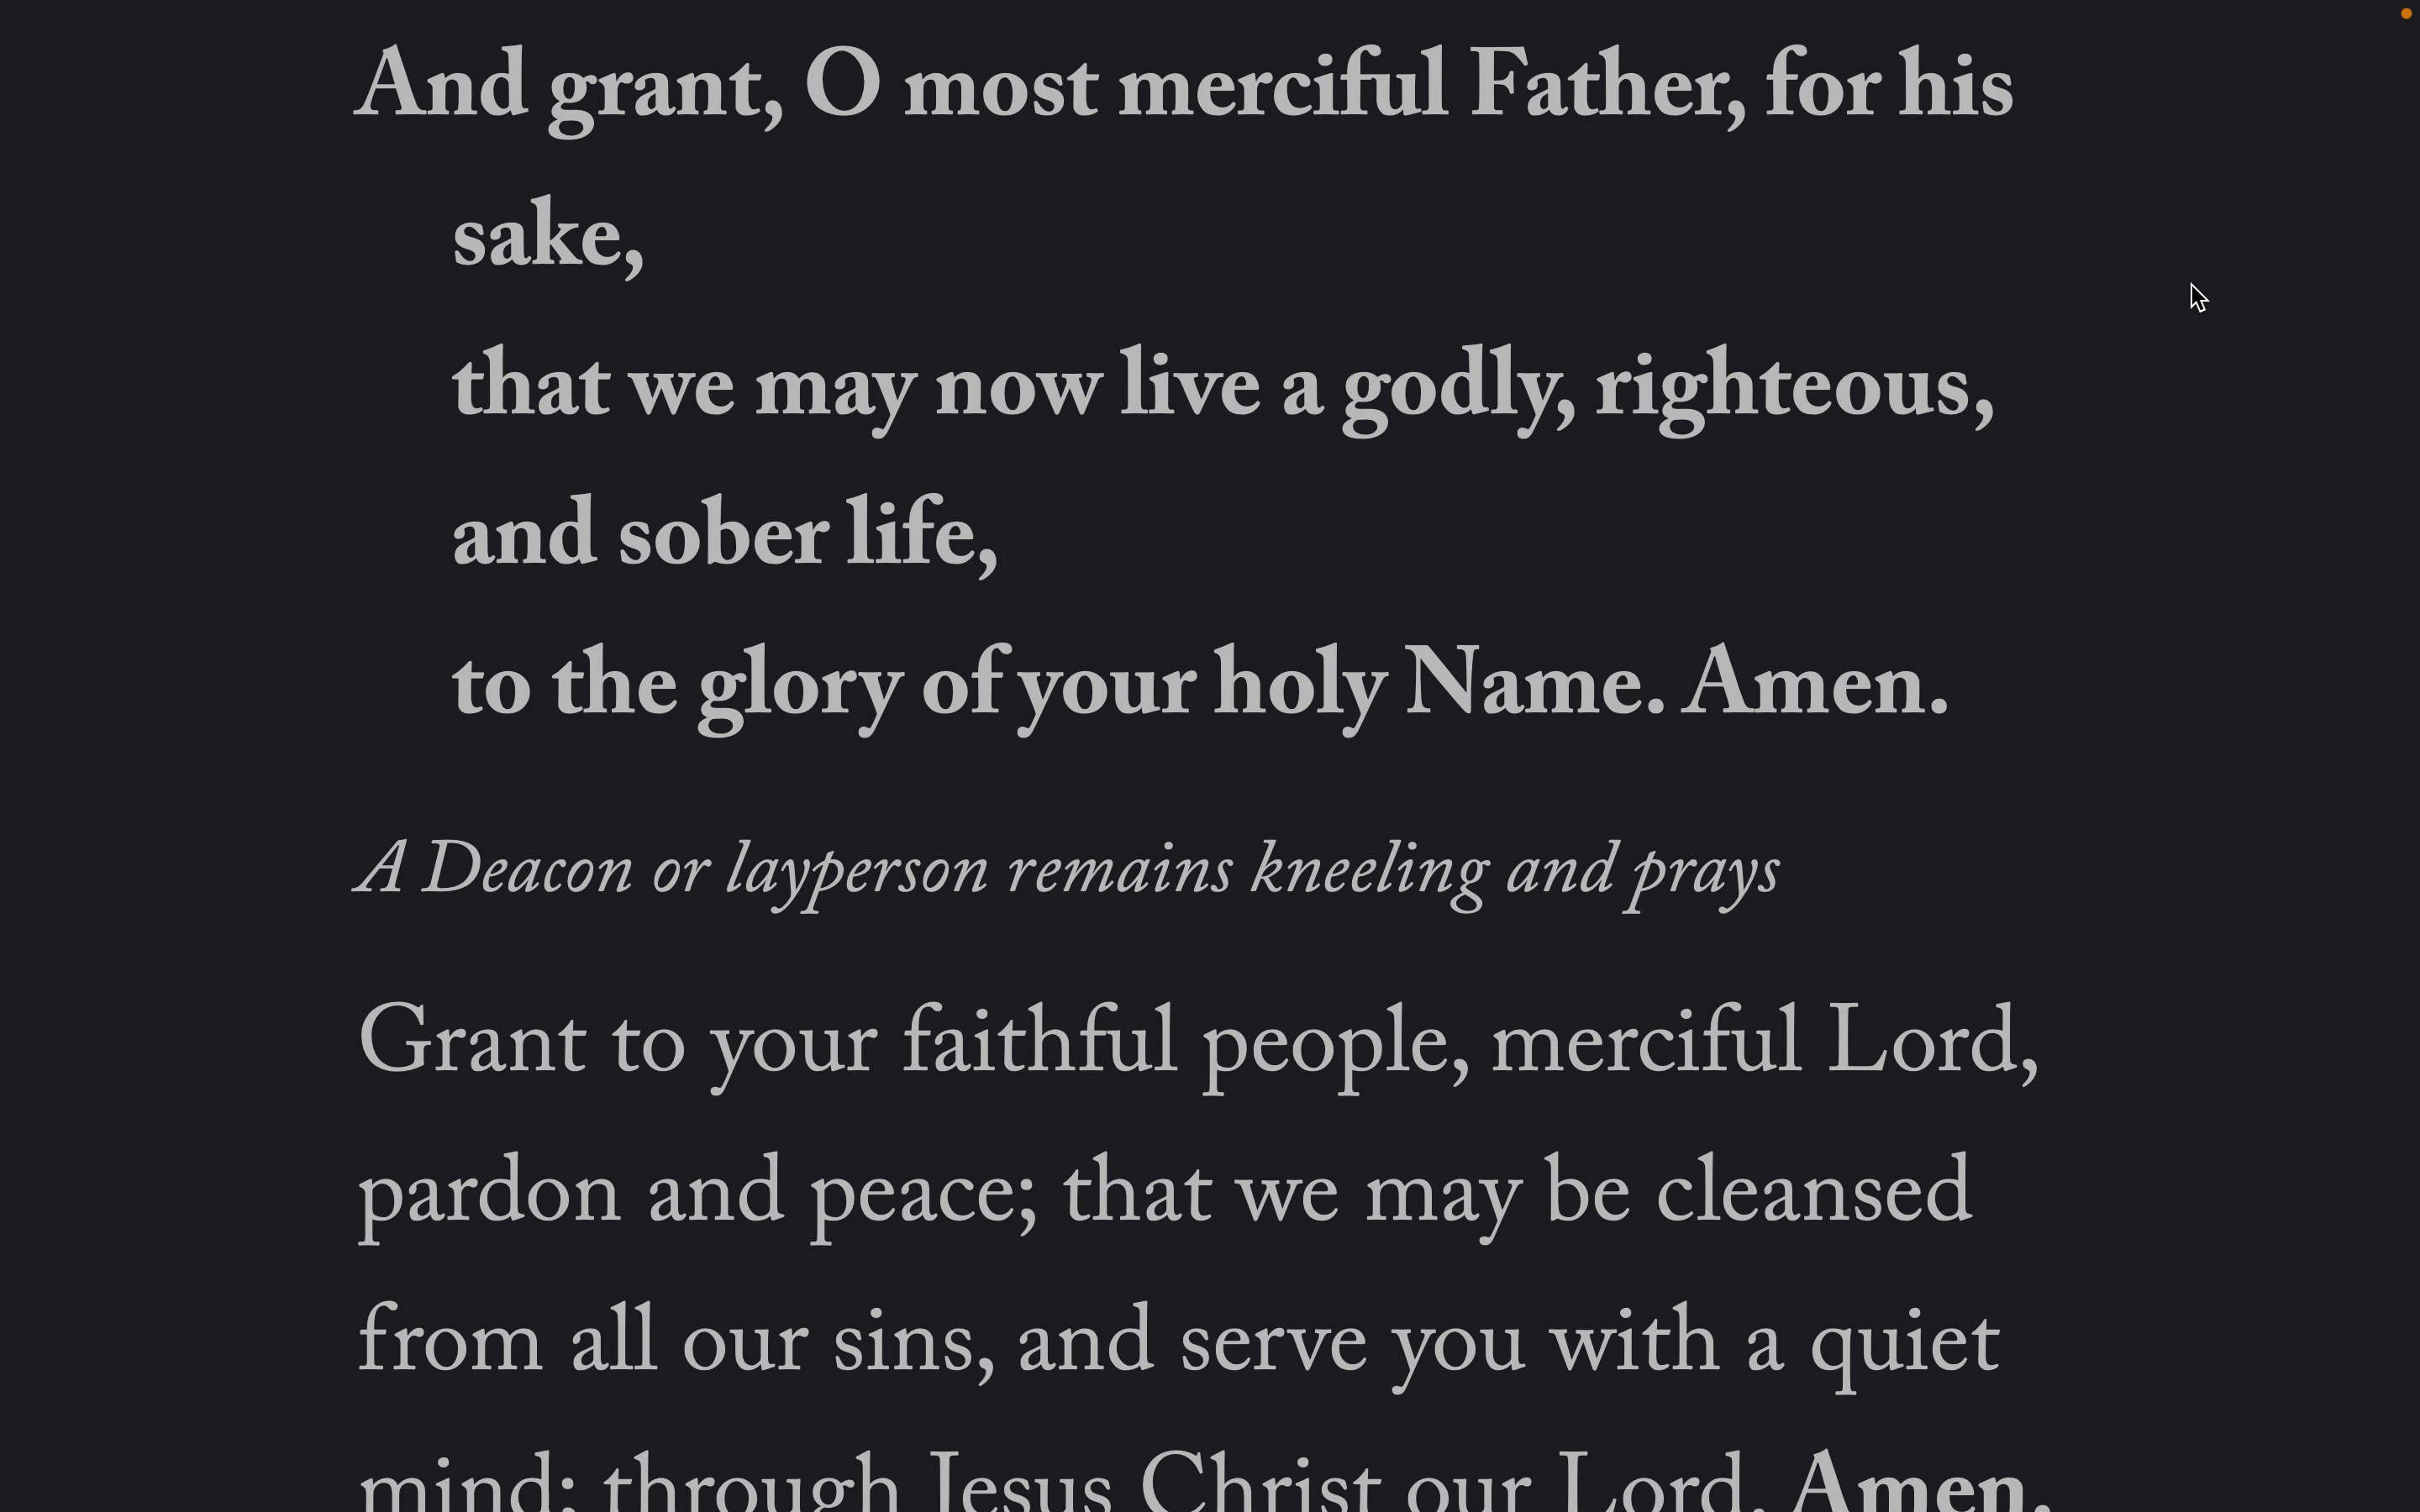 And grant, O most merciful Father, for his
sake,
that we may now live a godly, righteous,
and sober life,
to the glory of your holy Name. Amen.
A Deacon or layperson remains kneeling and prays
Grant to your faithful people, merciful Lord,
pardon and peace; that we may be cleansed
from all our sins, and serve you with a quiet
mind; through Jesus Christ our Lord. Amen.